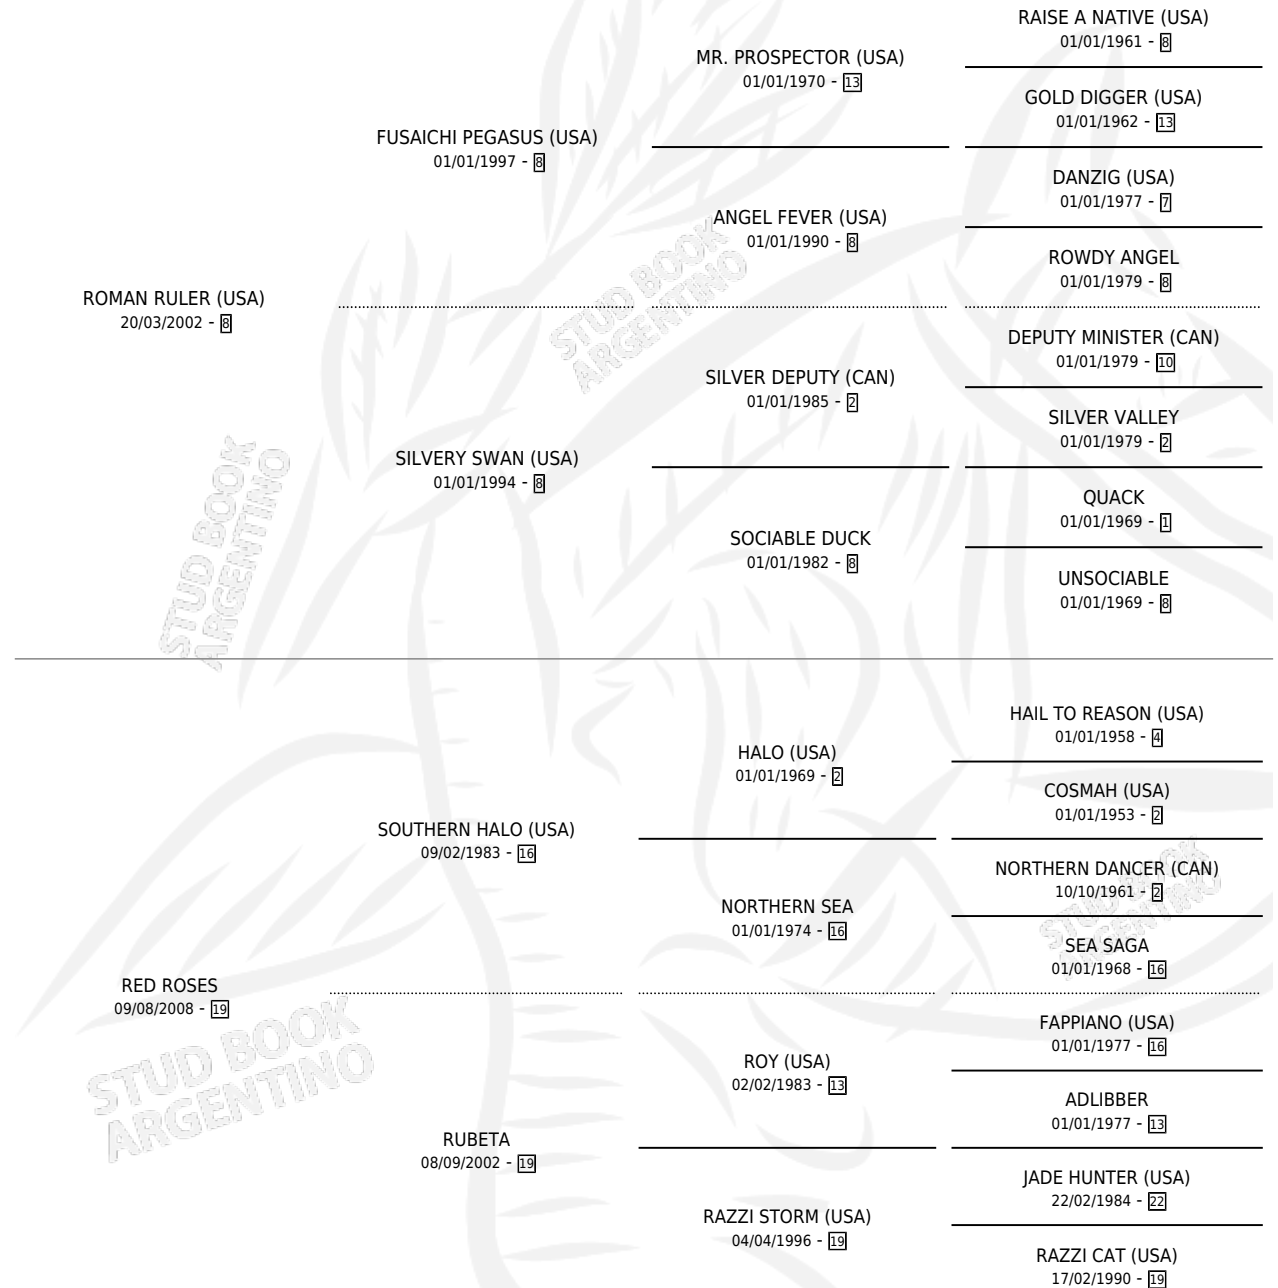 RAISE A NATIVE (USA)
01/01/1961 - 8
MR. PROSPECTOR (USA)
01/01/1970 - 13
GOLD DIGGER (USA)
01/01/1962 - 13
FUSAICHI PEGASUS (USA)
01/01/1997 - 8
DANZIG (USA)
01/01/1977 - 7
ANGEL FEVER (USA)
01/01/1990 - 8
ROWDY ANGEL
01/01/1979 - 8
ROMAN RULER (USA)
20/03/2002 - 8
DEPUTY MINISTER (CAN)
01/01/1979 - 10
SILVER DEPUTY (CAN)
01/01/1985 - 2
SILVER VALLEY
01/01/1979 - 2
SILVERY SWAN (USA)
01/01/1994 - 8
QUACK
01/01/1969 - 1
SOCIABLE DUCK
01/01/1982 - 8
UNSOCIABLE
01/01/1969 - 8
HAIL TO REASON (USA)
01/01/1958 - 4
HALO (USA)
01/01/1969 - 2
COSMAH (USA)
01/01/1953 - 2
SOUTHERN HALO (USA)
09/02/1983 - 16
NORTHERN DANCER (CAN)
10/10/1961 - 2
NORTHERN SEA
01/01/1974 - 16
SEA SAGA
01/01/1968 - 16
RED ROSES
09/08/2008 - 19
FAPPIANO (USA)
01/01/1977 - 16
ROY (USA)
02/02/1983 - 13
ADLIBBER
01/01/1977 - 13
RUBETA
08/09/2002 - 19
JADE HUNTER (USA)
22/02/1984 - 22
RAZZI STORM (USA)
04/04/1996 - 19
RAZZI CAT (USA)
17/02/1990 - 19
STUD BOOK
ARGENTINO
STUD BOOK
ARGENTINO
STUD BOOK
ARGENTINO
STUD BOOK
ARGENTINO